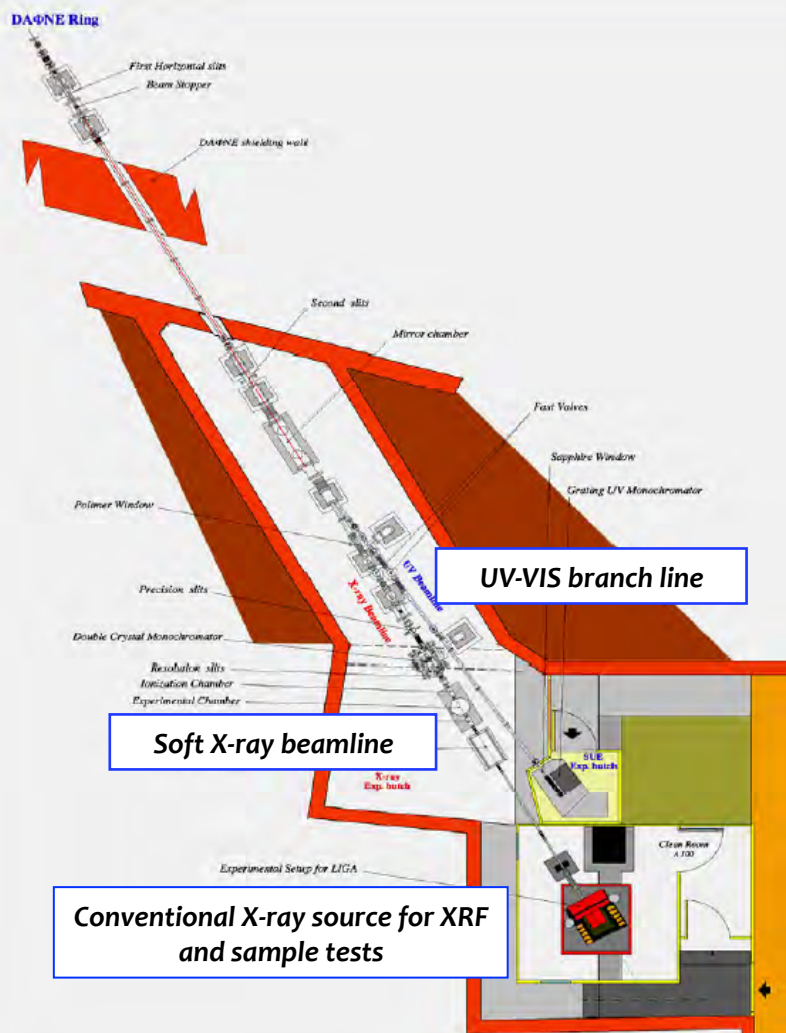 DAΦNE Ring
First Horizontal slits
Beam Stopper
DAΦNE shielding wall
Second slits
Mirror chamber
Fast Valves
Sapphire Window
Grating UV Monochromator
Polimer Window
UV-VIS branch line
UV Beamline
Precision slits
X-ray Beamline
Double Crystal Monochromator
Resolution slits
Ionization Chamber
Experimental Chamber
Soft X-ray beamline
SUE
Exp. hutch
X-ray
Exp. hutch
Clean Room
A 100
Experimental Setup for LIGA
Conventional X-ray source for XRF
and sample tests